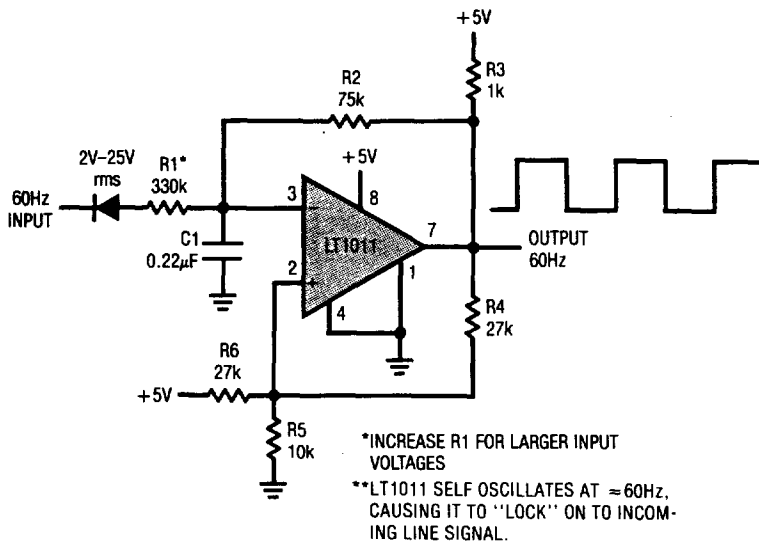 +5V
R3
1k
R2
75k
2V–25V
rms
R1*
330k
+5V
60Hz
INPUT
3
–
8
LT1011
7
OUTPUT
60Hz
C1
0.22μF
2
+
1
4
R4
27k
R6
27k
+5V
R5
10k
*INCREASE R1 FOR LARGER INPUT
VOLTAGES
**LT1011 SELF OSCILLATES AT ≈60Hz,
CAUSING IT TO "LOCK" ON TO INCOM-
ING LINE SIGNAL.